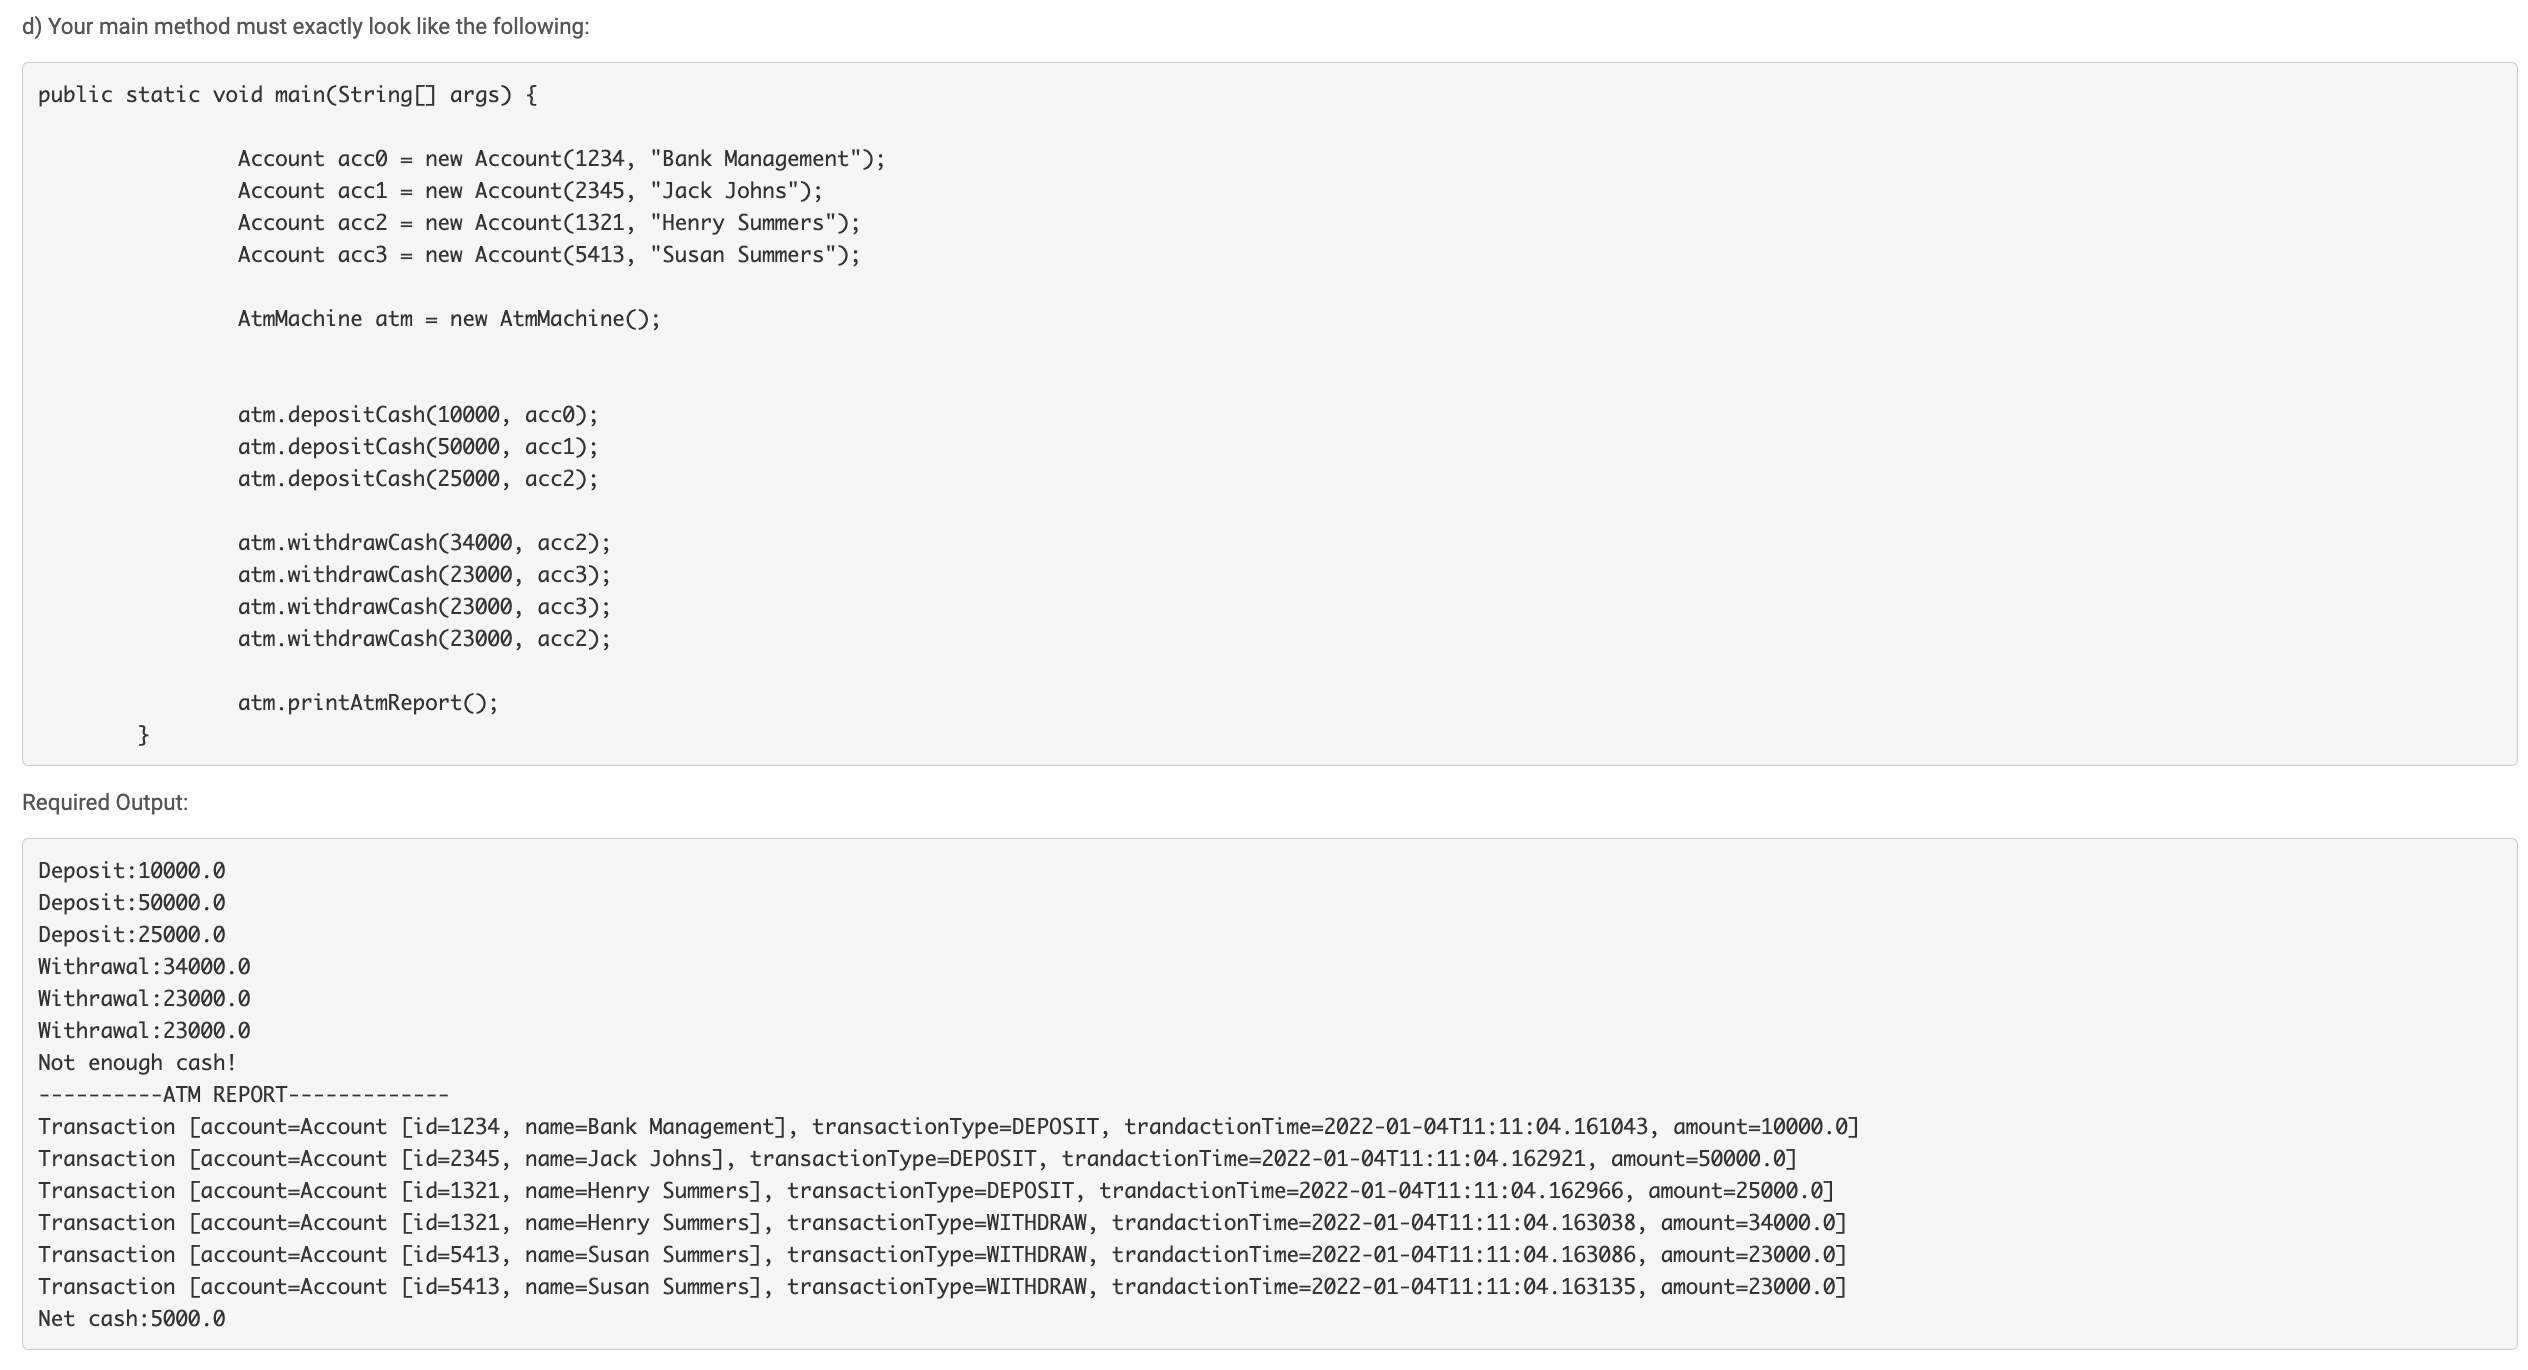 d) Your main method must exactly look like the following:
public static void main(String[] args) {
Account acc0 = new Account(1234, "Bank Management");
Account acc1 = new Account(2345, "Jack Johns");
Account acc2 = new Account(1321, "Henry Summers");
Account acc3 = new Account(5413, "Susan Summers");
AtmMachine atm = new AtmMachine();
atm.depositCash(10000, acc0);
atm.depositCash(50000, acc1);
atm.depositCash(25000, acc2);
atm.withdrawCash(34000, acc2);
atm.withdrawCash(23000, acc3);
atm.withdrawCash(23000, acc3);
atm.withdrawCash(23000, acc2);
atm.printAtmReport();
}
Required Output:
Deposit:10000.0
Deposit:50000.0
Deposit:25000.0
Withrawal:34000.0
Withrawal:23000.0
Withrawal:23000.0
Not enough cash!
----------ATM REPORT-------------
Transaction [account=Account [id=1234, name=Bank Management], transactionType=DEPOSIT, trandactionTime=2022-01-04T11:11:04.161043, amount=10000.0]
Transaction [account=Account [id=2345, name=Jack Johns], transactionType=DEPOSIT, trandactionTime=2022-01-04T11:11:04.162921, amount=50000.0]
Transaction [account=Account [id=1321, name=Henry Summers], transactionType=DEPOSIT, trandactionTime=2022-01-04T11:11:04.162966, amount=25000.0]
Transaction [account=Account [id=1321, name=Henry Summers], transactionType=WITHDRAW, trandactionTime=2022-01-04T11:11:04.163038, amount=34000.0]
Transaction [account=Account [id=5413, name=Susan Summers], transactionType=WITHDRAW, trandactionTime=2022-01-04T11:11:04.163086, amount=23000.0]
Transaction [account=Account [id=5413, name=Susan Summers], transactionType=WITHDRAW, trandactionTime=2022-01-04T11:11:04.163135, amount=23000.0]
Net cash:5000.0